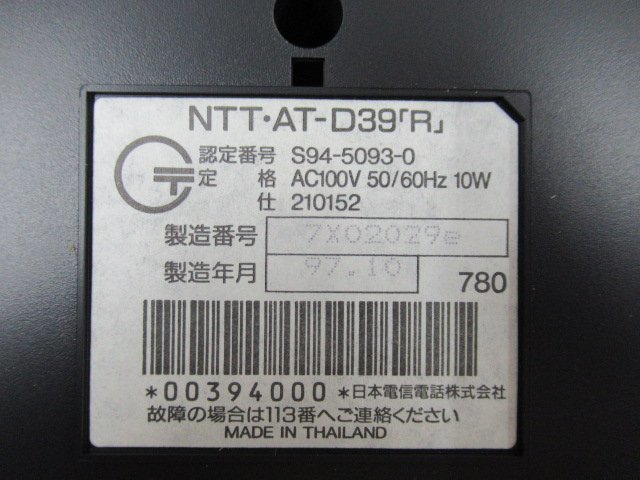 NTT・AT-D39「R」
認定番号 S94-5093-0
定 格 AC100V 50/60Hz 10W
仕 210152
製造番号 7X02029e
製造年月 97.10 780
*00394000* 日本電信電話株式会社
故障の場合は113番へご連絡ください
MADE IN THAILAND